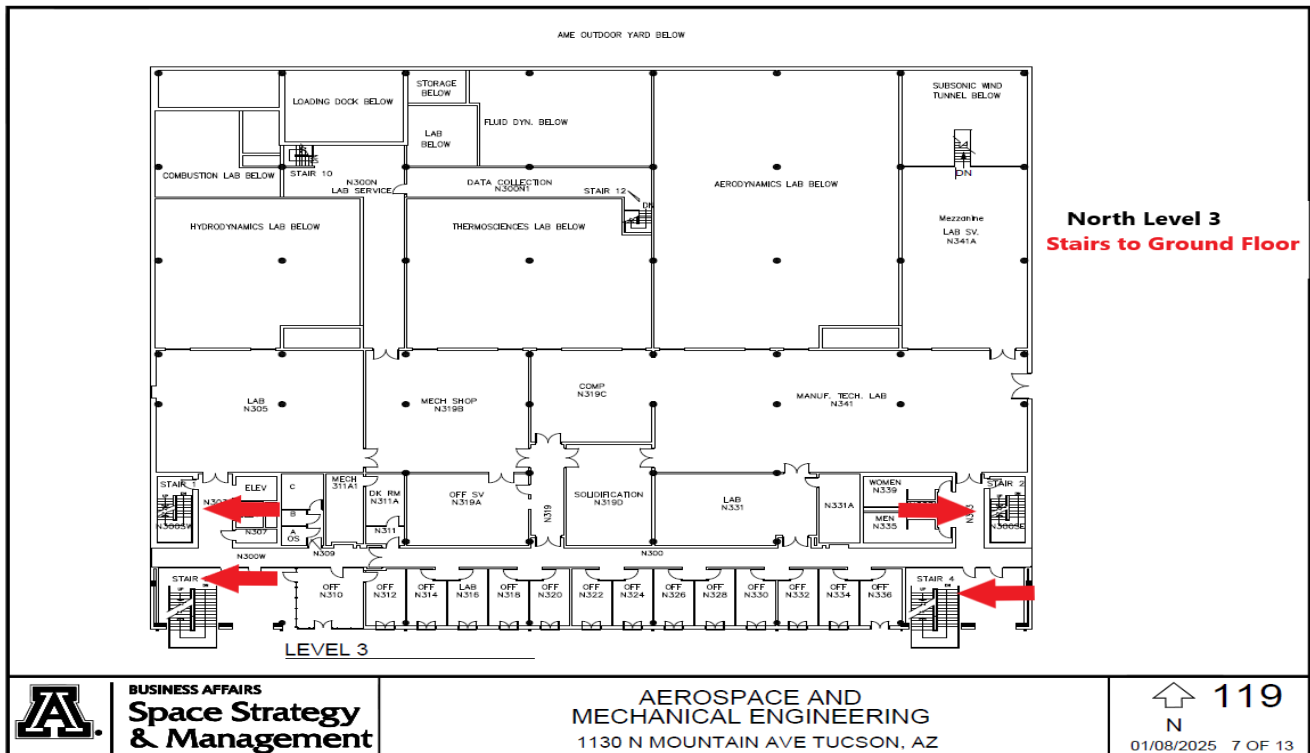 AME OUTDOOR YARD BELOW
STORAGE
BELOW
LOADING DOCK BELOW
SUBSONIC WIND
TUNNEL BELOW
FLUID DYN. BELOW
LAB
BELOW
STAIR 10
COMBUSTION LAB BELOW
N300N
LAB SERVICE
DATA COLLECTION
N300N1
STAIR 12
DN
AERODYNAMICS LAB BELOW
DN
HYDRODYNAMICS LAB BELOW
THERMOSCIENCES LAB BELOW
Mezzanine
LAB SV.
N341A
North Level 3
Stairs to Ground Floor
LAB
N305
MECH SHOP
N319B
COMP
N319C
MANUF. TECH. LAB
N341
STAIR 1
N300SW
ELEV
N307
C
B
A
OS
N309
MECH
311A1
DK RM
N311A
N311
OFF SV
N319A
N319
SOLIDIFICATION
N319D
LAB
N331
N331A
WOMEN
N339
MEN
N335
STAIR 2
N300SE
N300W
N300
STAIR
OFF
N310
OFF
N312
OFF
N314
LAB
N316
OFF
N318
OFF
N320
OFF
N322
OFF
N324
OFF
N326
OFF
N328
OFF
N330
OFF
N332
OFF
N334
OFF
N336
STAIR 4
LEVEL 3
A.
BUSINESS AFFAIRS
Space Strategy
& Management
AEROSPACE AND
MECHANICAL ENGINEERING
1130 N MOUNTAIN AVE TUCSON, AZ
N
119
01/08/2025 7 OF 13